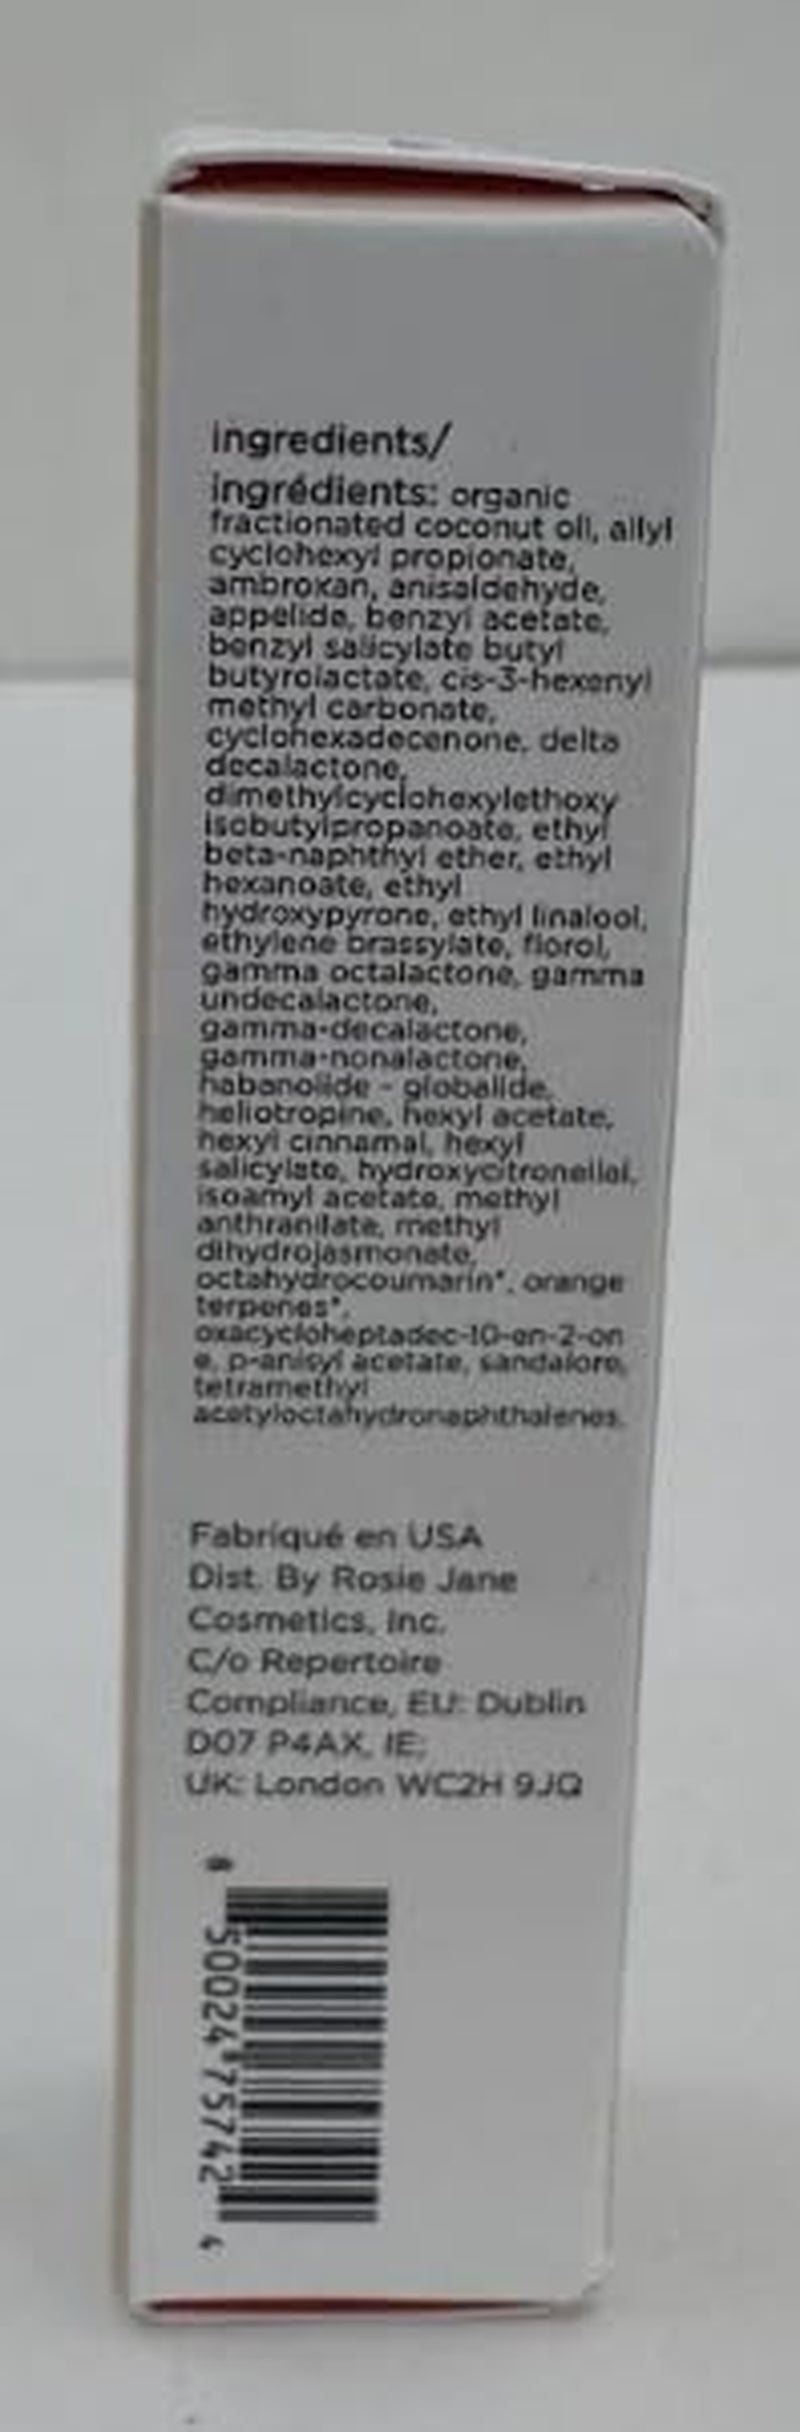 ingredients/
ingrédients: organic
fractionated coconut oil, allyl
cyclohexyl propionate,
ambroxan, anisaldehyde,
appelide, benzyl acetate,
benzyl salicylate butyl
butyrolactate, cis-3-hexenyl
methyl carbonate,
cyclohexadecenone, delta
decalactone,
dimethylcyclohexylethoxy
isobutylpropanoate, ethyl
beta-naphthyl ether, ethyl
hexanoate, ethyl
hydroxypyrone, ethyl linalool,
ethylene brassylate, florol,
gamma octalactone, gamma
undecalactone,
gamma-decalactone,
gamma-nonalactone,
habanolide - globalide,
heliotropine, hexyl acetate,
hexyl cinnamal, hexyl
salicylate, hydroxycitronellal,
isoamyl acetate, methyl
anthranilate, methyl
dihydrojasmonate,
octahydrocoumarin*, orange
terpenes*,
oxacycloheptadec-10-en-2-on
e, p-anisyl acetate, sandalore,
tetramethyl
acetyloctahydronaphthalenes.
Fabriqué en USA
Dist. By Rosie Jane
Cosmetics, Inc.
C/o Repertoire
Compliance, EU: Dublin
D07 P4AX, IE;
UK: London WC2H 9JQ
8 50024 75742 4